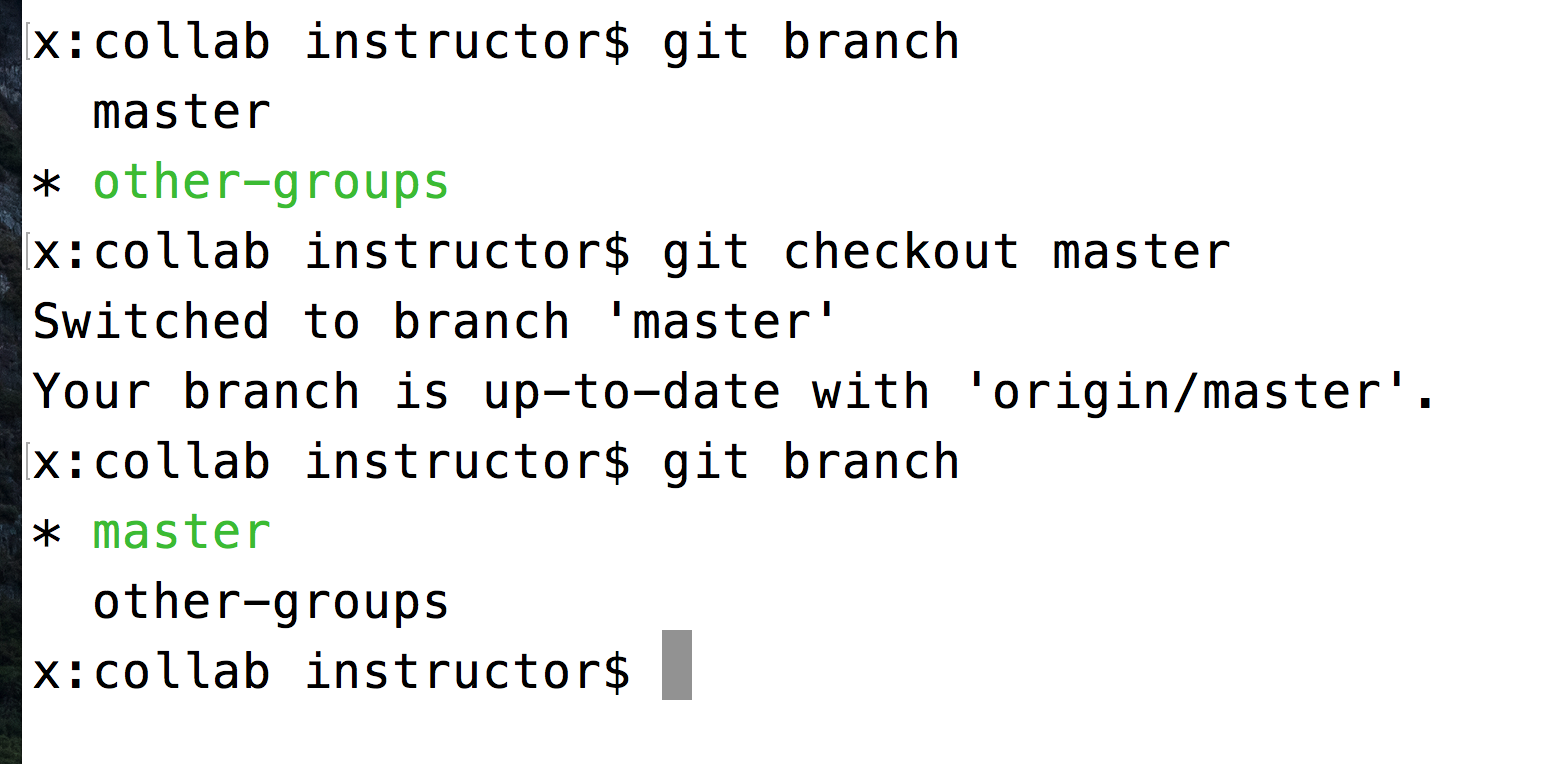 x:collab instructor$ git branch
  master
* other-groups
x:collab instructor$ git checkout master
Switched to branch 'master'
Your branch is up-to-date with 'origin/master'.
x:collab instructor$ git branch
* master
  other-groups
x:collab instructor$